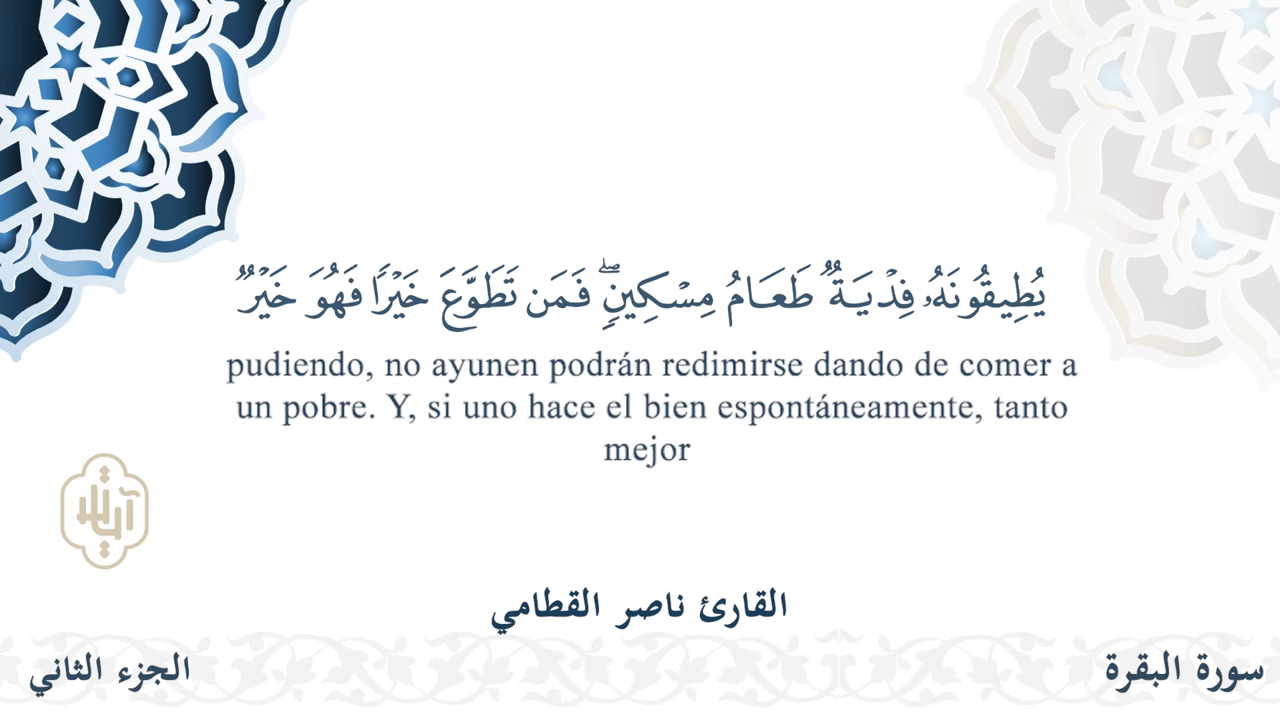 يُطِيقُونَهُۥ فِدْيَةٌ طَعَامُ مِسْكِينٍۖ فَمَن تَطَوَّعَ خَيْرًا فَهُوَ خَيْرٌ
pudiendo, no ayunen podrán redimirse dando de comer a
un pobre. Y, si uno hace el bien espontáneamente, tanto
mejor
القارئ ناصر القطامي
سورة البقرة
الجزء الثاني